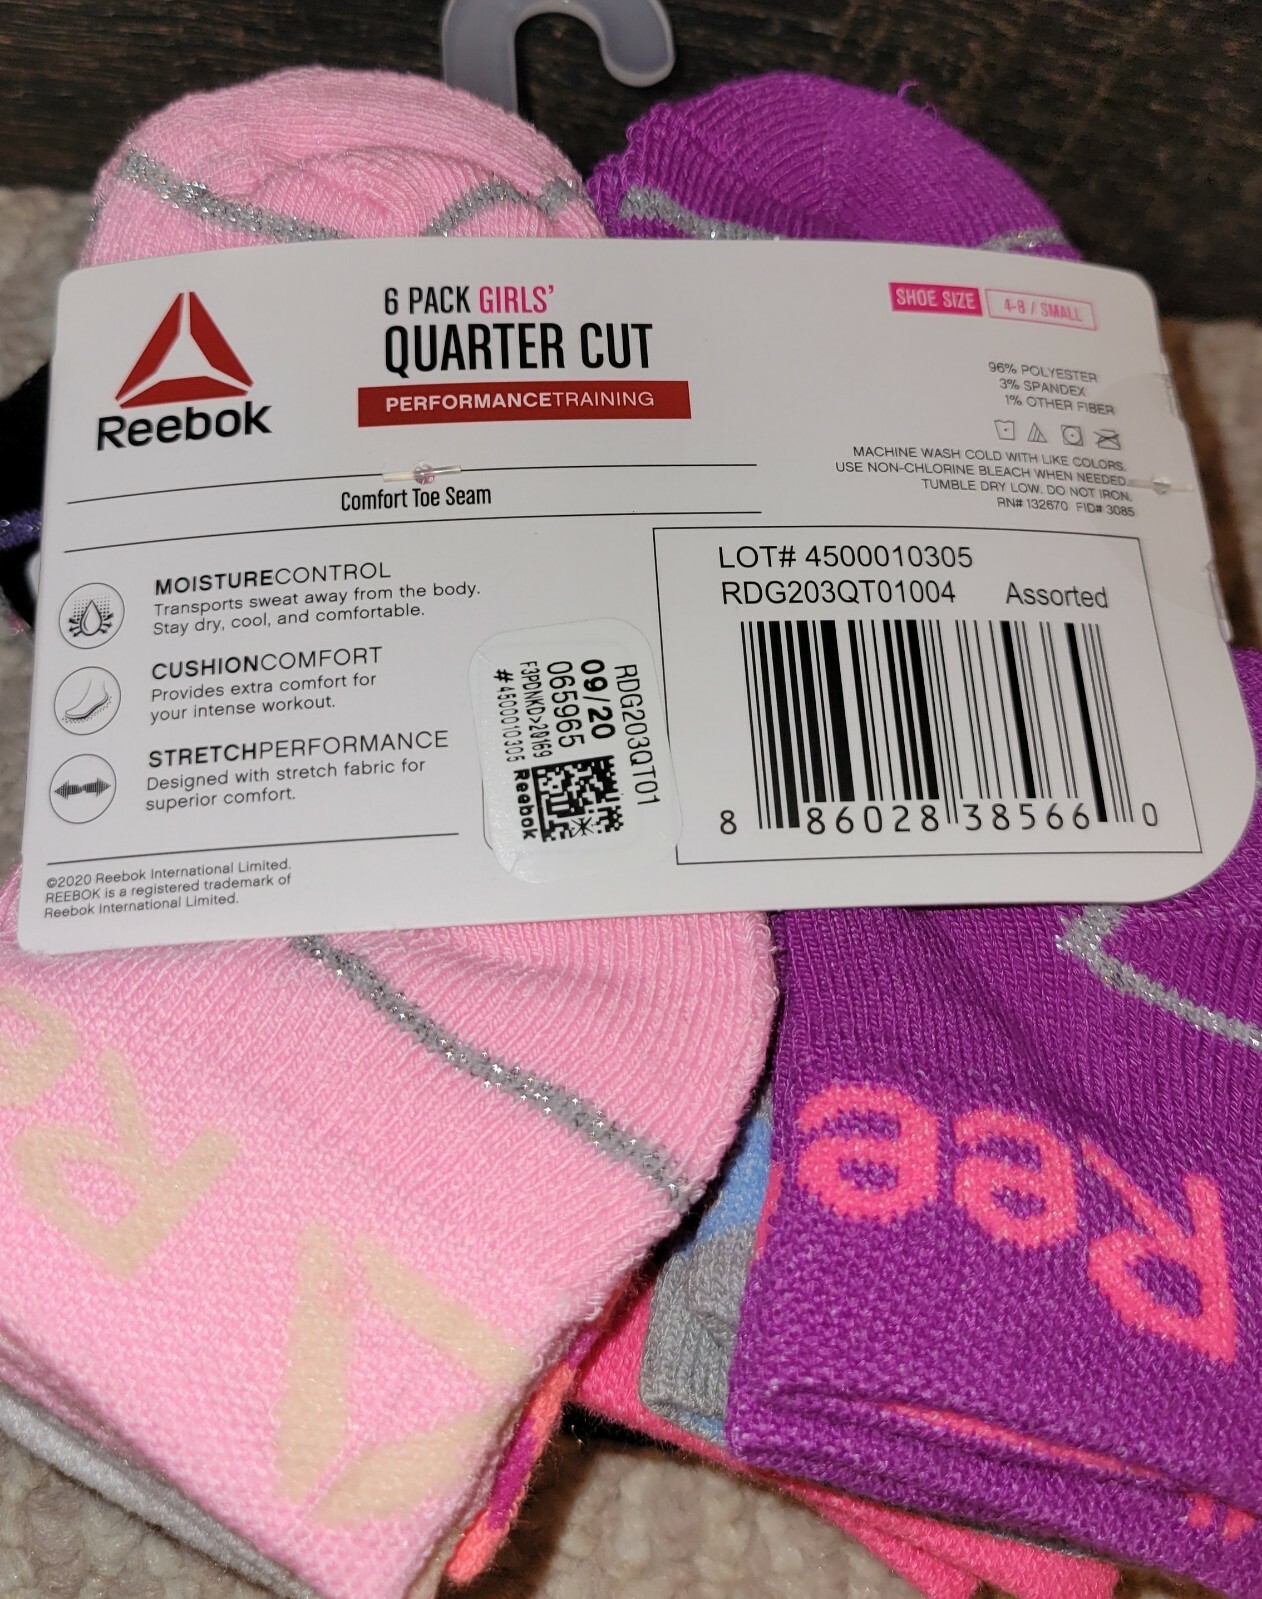 6 PACK GIRLS'
QUARTER CUT
PERFORMANCETRAINING
Reebok
SHOE SIZE 4-8 / SMALL
96% POLYESTER
3% SPANDEX
1% OTHER FIBER
MACHINE WASH COLD WITH LIKE COLORS.
USE NON-CHLORINE BLEACH WHEN NEEDED.
TUMBLE DRY LOW. DO NOT IRON.
RN# 132670 FID# 3085
Comfort Toe Seam
MOISTURECONTROL
Transports sweat away from the body.
Stay dry, cool, and comfortable.
CUSHIONCOMFORT
Provides extra comfort for
your intense workout.
STRETCHPERFORMANCE
Designed with stretch fabric for
superior comfort.
©2020 Reebok International Limited.
REEBOK is a registered trademark of
Reebok International Limited.
RDG203QT01
09/20
065965
F3PDNKD>20169
#4500010305 Reebok
LOT# 4500010305
RDG203QT01004 Assorted
8 86028 38566 0
Re
Ree